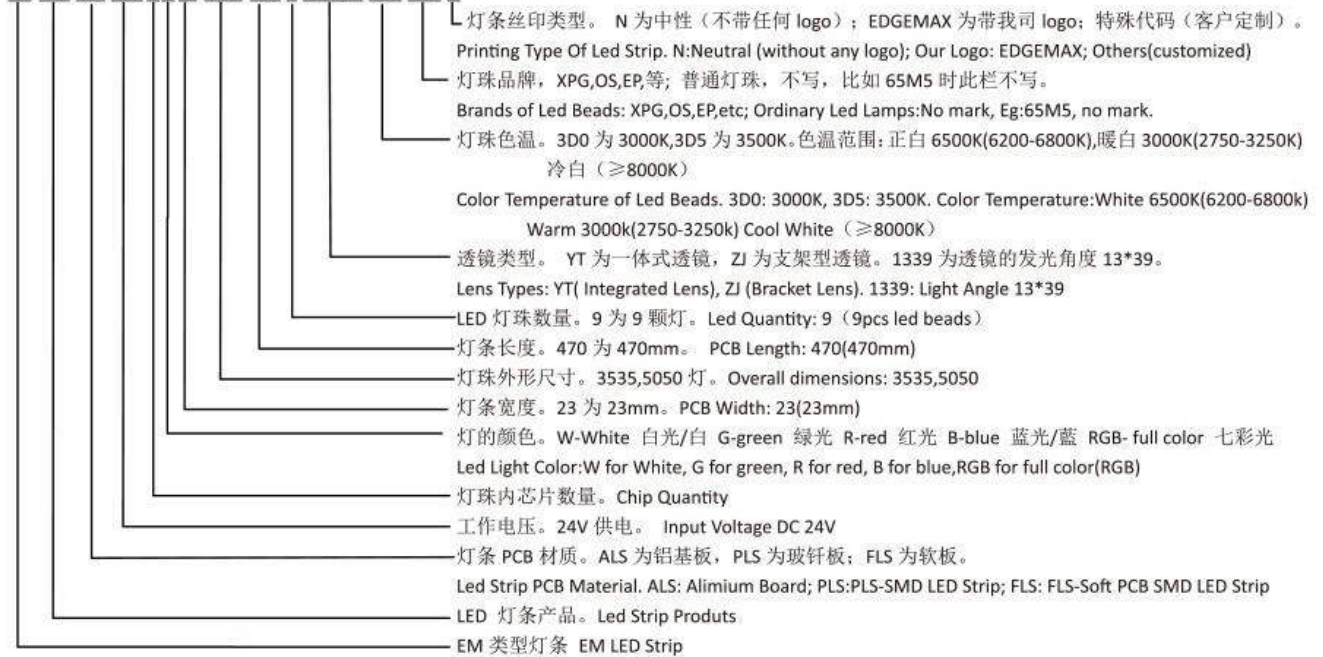 灯条丝印类型。 N 为中性（不带任何 logo）; EDGEMAX 为带我司 logo; 特殊代码（客户定制）。
Printing Type Of Led Strip. N:Neutral (without any logo); Our Logo: EDGEMAX; Others(customized)
灯珠品牌, XPG,OS,EP,等; 普通灯珠, 不写, 比如 65M5 时此栏不写。
Brands of Led Beads: XPG,OS,EP,etc; Ordinary Led Lamps:No mark, Eg:65M5, no mark.
灯珠色温。3D0 为 3000K,3D5 为 3500K。色温范围: 正白 6500K(6200-6800K),暖白 3000K(2750-3250K)
冷白（≥8000K）
Color Temperature of Led Beads. 3D0: 3000K, 3D5: 3500K. Color Temperature:White 6500K(6200-6800k)
Warm 3000k(2750-3250k) Cool White（≥8000K）
透镜类型。 YT 为一体式透镜, ZJ 为支架型透镜。1339 为透镜的发光角度 13*39。
Lens Types: YT( Integrated Lens), ZJ (Bracket Lens). 1339: Light Angle 13*39
LED 灯珠数量。9 为 9 颗灯。Led Quantity: 9（9pcs led beads）
灯条长度。470 为 470mm。 PCB Length: 470(470mm)
灯珠外形尺寸。3535,5050 灯。Overall dimensions: 3535,5050
灯条宽度。23 为 23mm。PCB Width: 23(23mm)
灯的颜色。W-White 白光/白 G-green 绿光 R-red 红光 B-blue 蓝光/藍 RGB- full color 七彩光
Led Light Color:W for White, G for green, R for red, B for blue,RGB for full color(RGB)
灯珠内芯片数量。Chip Quantity
工作电压。24V 供电。 Input Voltage DC 24V
灯条 PCB 材质。ALS 为铝基板, PLS 为玻钎板; FLS 为软板。
Led Strip PCB Material. ALS: Alimium Board; PLS:PLS-SMD LED Strip; FLS: FLS-Soft PCB SMD LED Strip
LED 灯条产品。Led Strip Produts
EM 类型灯条 EM LED Strip